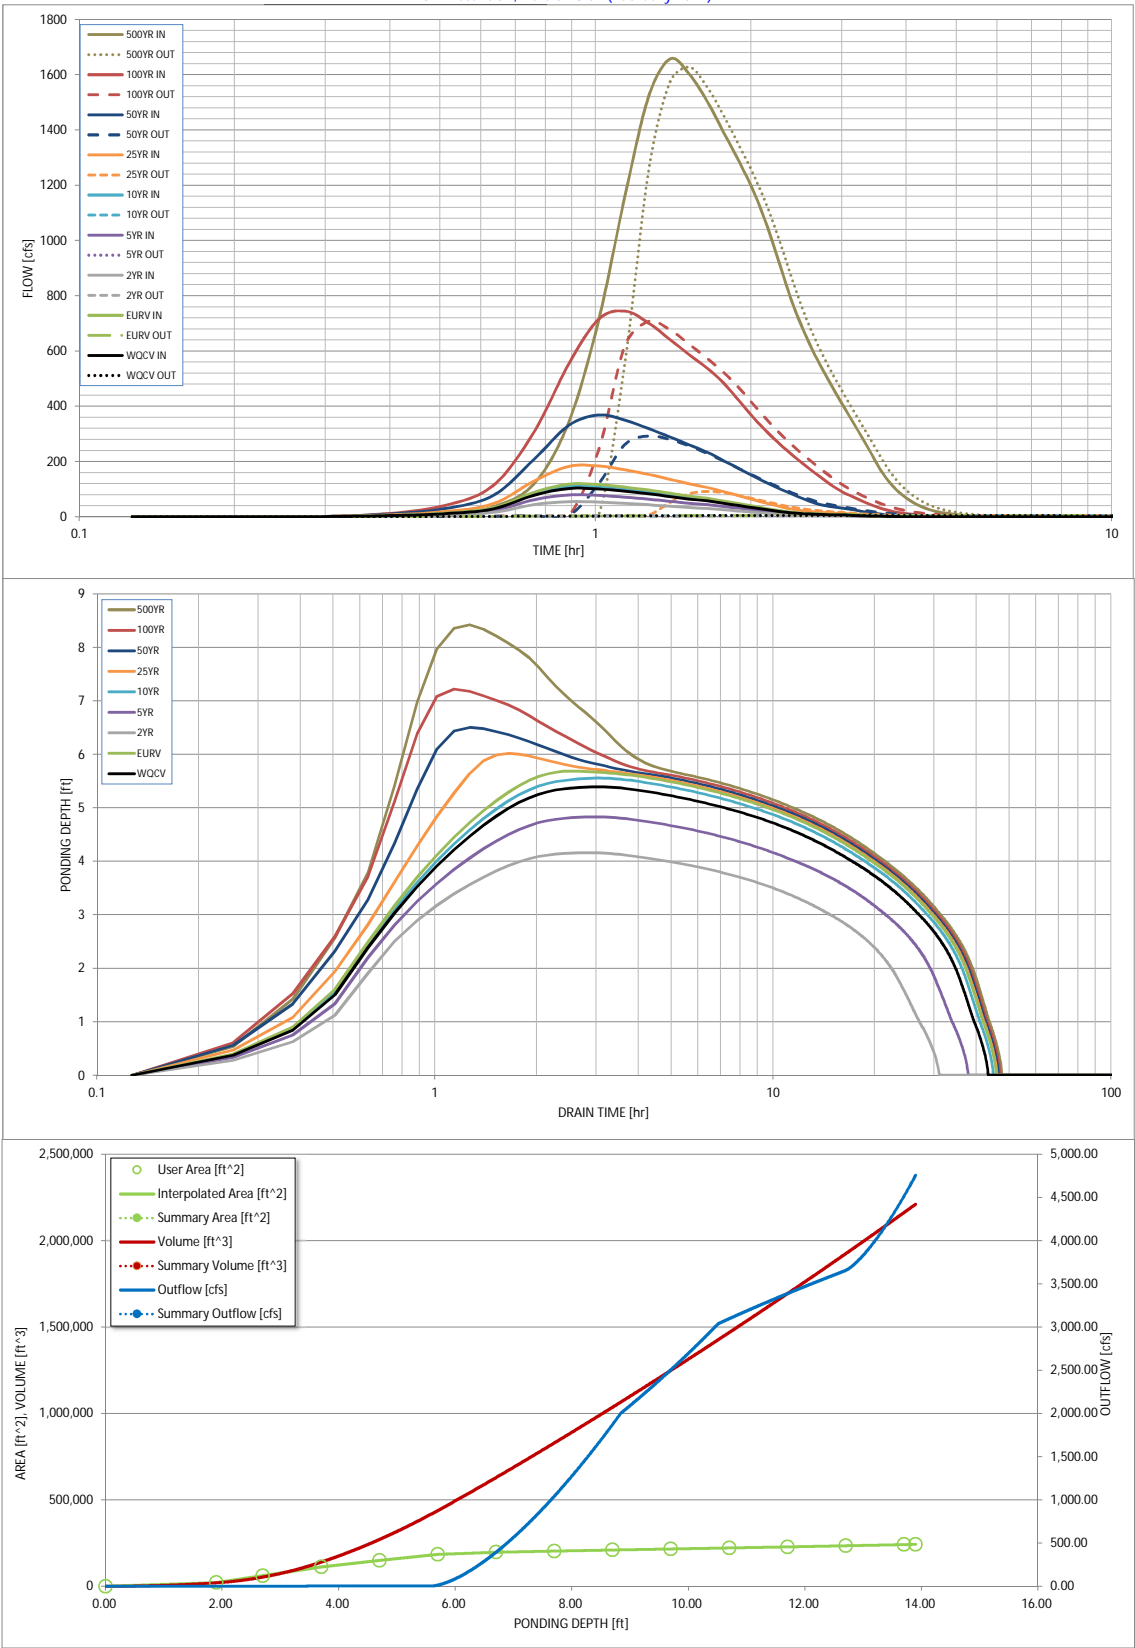 1800
1600
1400
1200
1000
800
600
400
200
0
FLOW [cfs]
500YR IN
500YR OUT
100YR IN
100YR OUT
50YR IN
50YR OUT
25YR IN
25YR OUT
10YR IN
10YR OUT
5YR IN
5YR OUT
2YR IN
2YR OUT
EURV IN
EURV OUT
WQCV IN
WQCV OUT
0.1
1
10
TIME [hr]
9
8
7
6
5
4
3
2
1
0
PONDING DEPTH [ft]
500YR
100YR
50YR
25YR
10YR
5YR
2YR
EURV
WQCV
0.1
1
10
100
DRAIN TIME [hr]
2,500,000
2,000,000
1,500,000
1,000,000
500,000
0
AREA [ft^2], VOLUME [ft^3]
User Area [ft^2]
Interpolated Area [ft^2]
Summary Area [ft^2]
Volume [ft^3]
Summary Volume [ft^3]
Outflow [cfs]
Summary Outflow [cfs]
5,000.00
4,500.00
4,000.00
3,500.00
3,000.00
2,500.00
2,000.00
1,500.00
1,000.00
500.00
0.00
OUTFLOW [cfs]
0.00
2.00
4.00
6.00
8.00
10.00
12.00
14.00
16.00
PONDING DEPTH [ft]